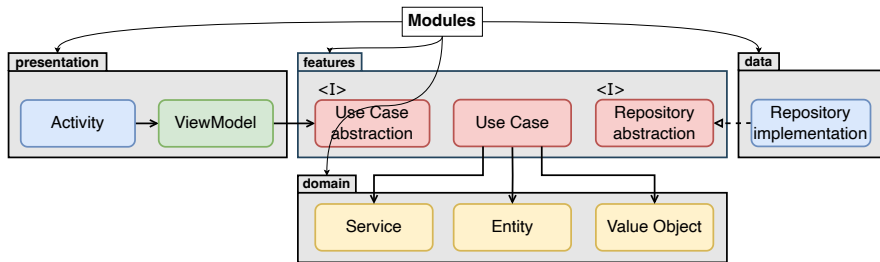 Modules
presentation
features
data
<I>
<I>
Activity
ViewModel
Use Case
abstraction
Use Case
Repository
abstraction
Repository
implementation
domain
Service
Entity
Value Object